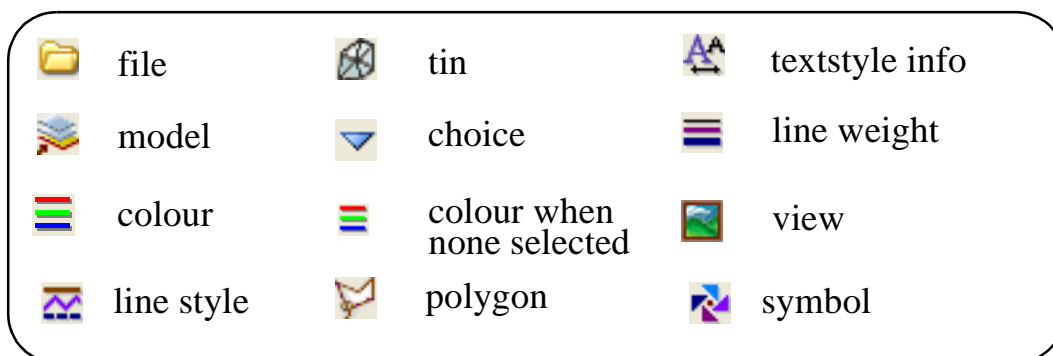 file
tin
textstyle info
model
choice
line weight
colour
colour when
none selected
view
line style
polygon
symbol